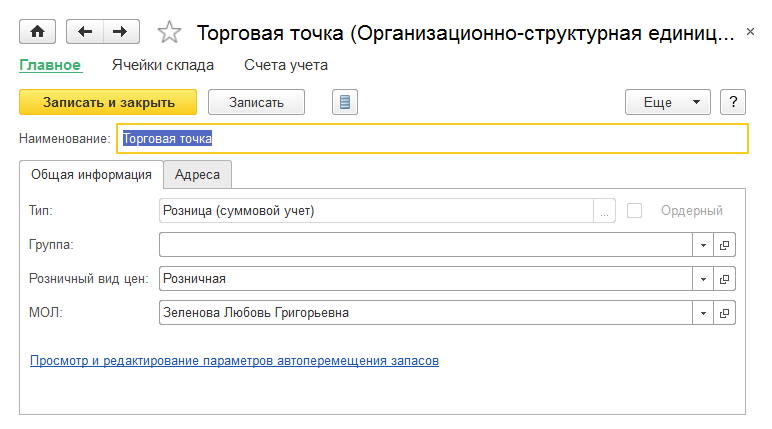 Торговая точка (Организационно-структурная единиц... ×
Главное Ячейки склада Счета учета
Записать и закрыть Записать Еще ?
Наименование: Торговая точка
Общая информация Адреса
Тип: Розница (суммовой учет) ... Ордерный
Группа:
Розничный вид цен: Розничная
МОЛ: Зеленова Любовь Григорьевна
Просмотр и редактирование параметров автоперемещения запасов